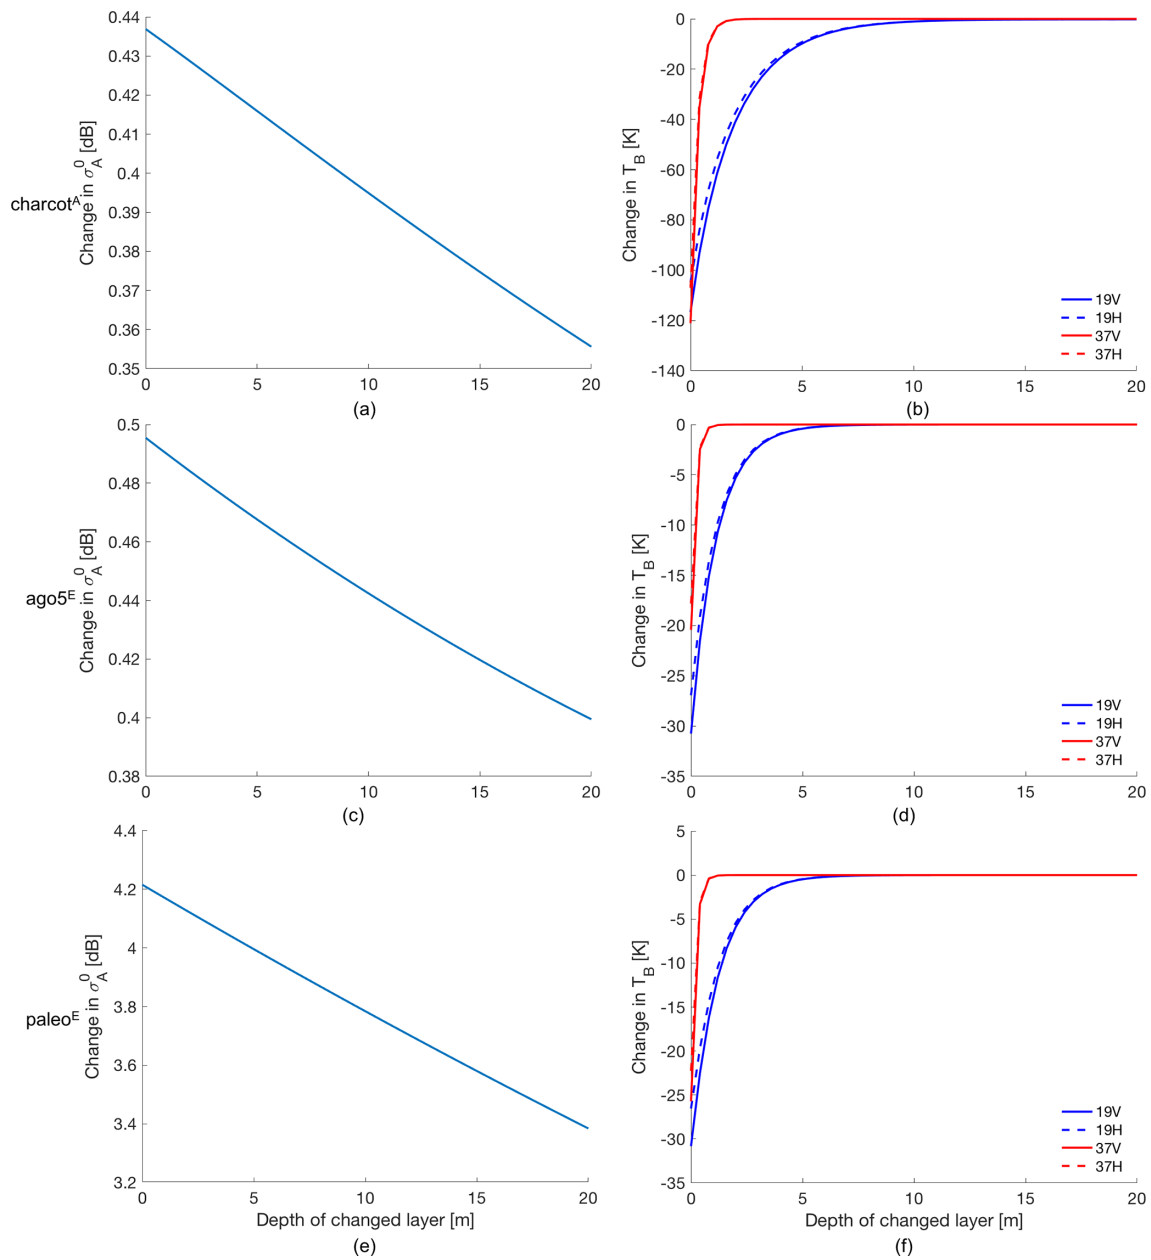 0.44
0.43
0.42
0.41
0.4
0.39
0.38
0.37
0.36
0.35
0 5 10 15 20
Change in σ_A^0 [dB]
charcot^A
(a)
0
-20
-40
-60
-80
-100
-120
-140
0 5 10 15 20
Change in T_B [K]
19V
19H
37V
37H
(b)
0.5
0.48
0.46
0.44
0.42
0.4
0.38
0 5 10 15 20
Change in σ_A^0 [dB]
ago5^E
(c)
0
-5
-10
-15
-20
-25
-30
-35
0 5 10 15 20
Change in T_B [K]
19V
19H
37V
37H
(d)
4.4
4.2
4
3.8
3.6
3.4
3.2
0 5 10 15 20
Change in σ_A^0 [dB]
paleo^E
Depth of changed layer [m]
(e)
5
0
-5
-10
-15
-20
-25
-30
-35
0 5 10 15 20
Change in T_B [K]
19V
19H
37V
37H
Depth of changed layer [m]
(f)